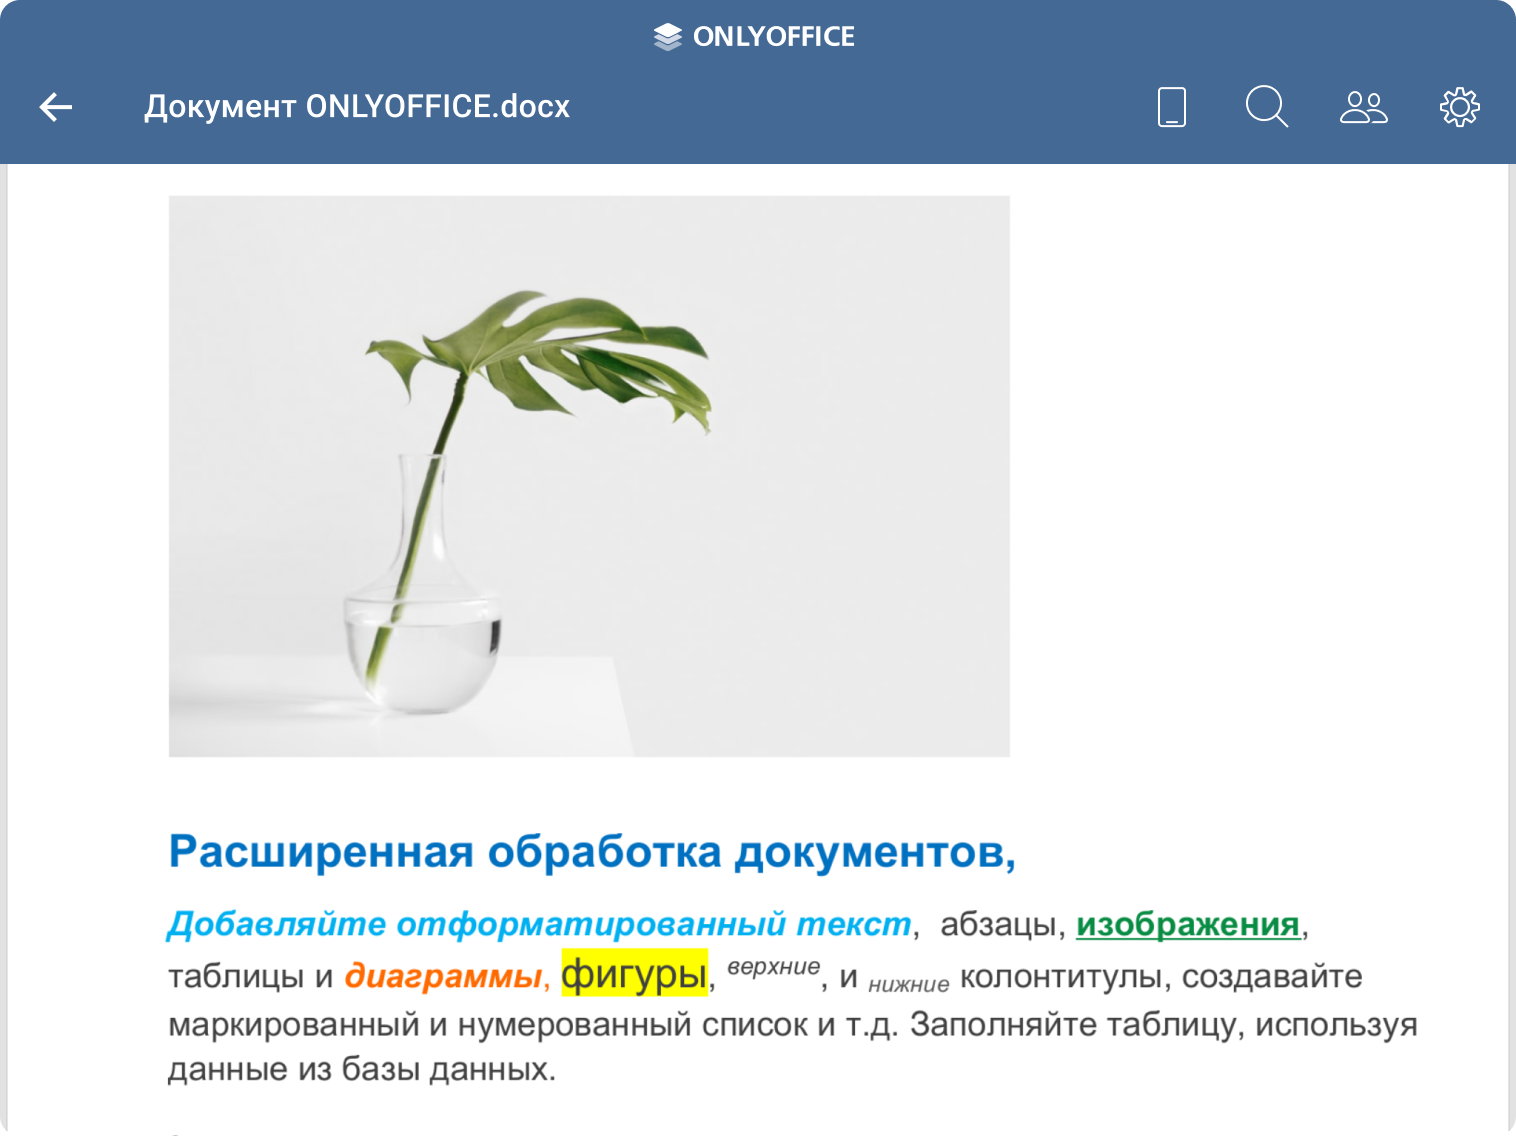 ONLYOFFICE
Документ ONLYOFFICE.docx
Расширенная обработка документов,
Добавляйте отформатированный текст, абзацы, изображения,
таблицы и диаграммы, фигуры, верхние, и нижние колонтитулы, создавайте
маркированный и нумерованный список и т.д. Заполняйте таблицу, используя
данные из базы данных.